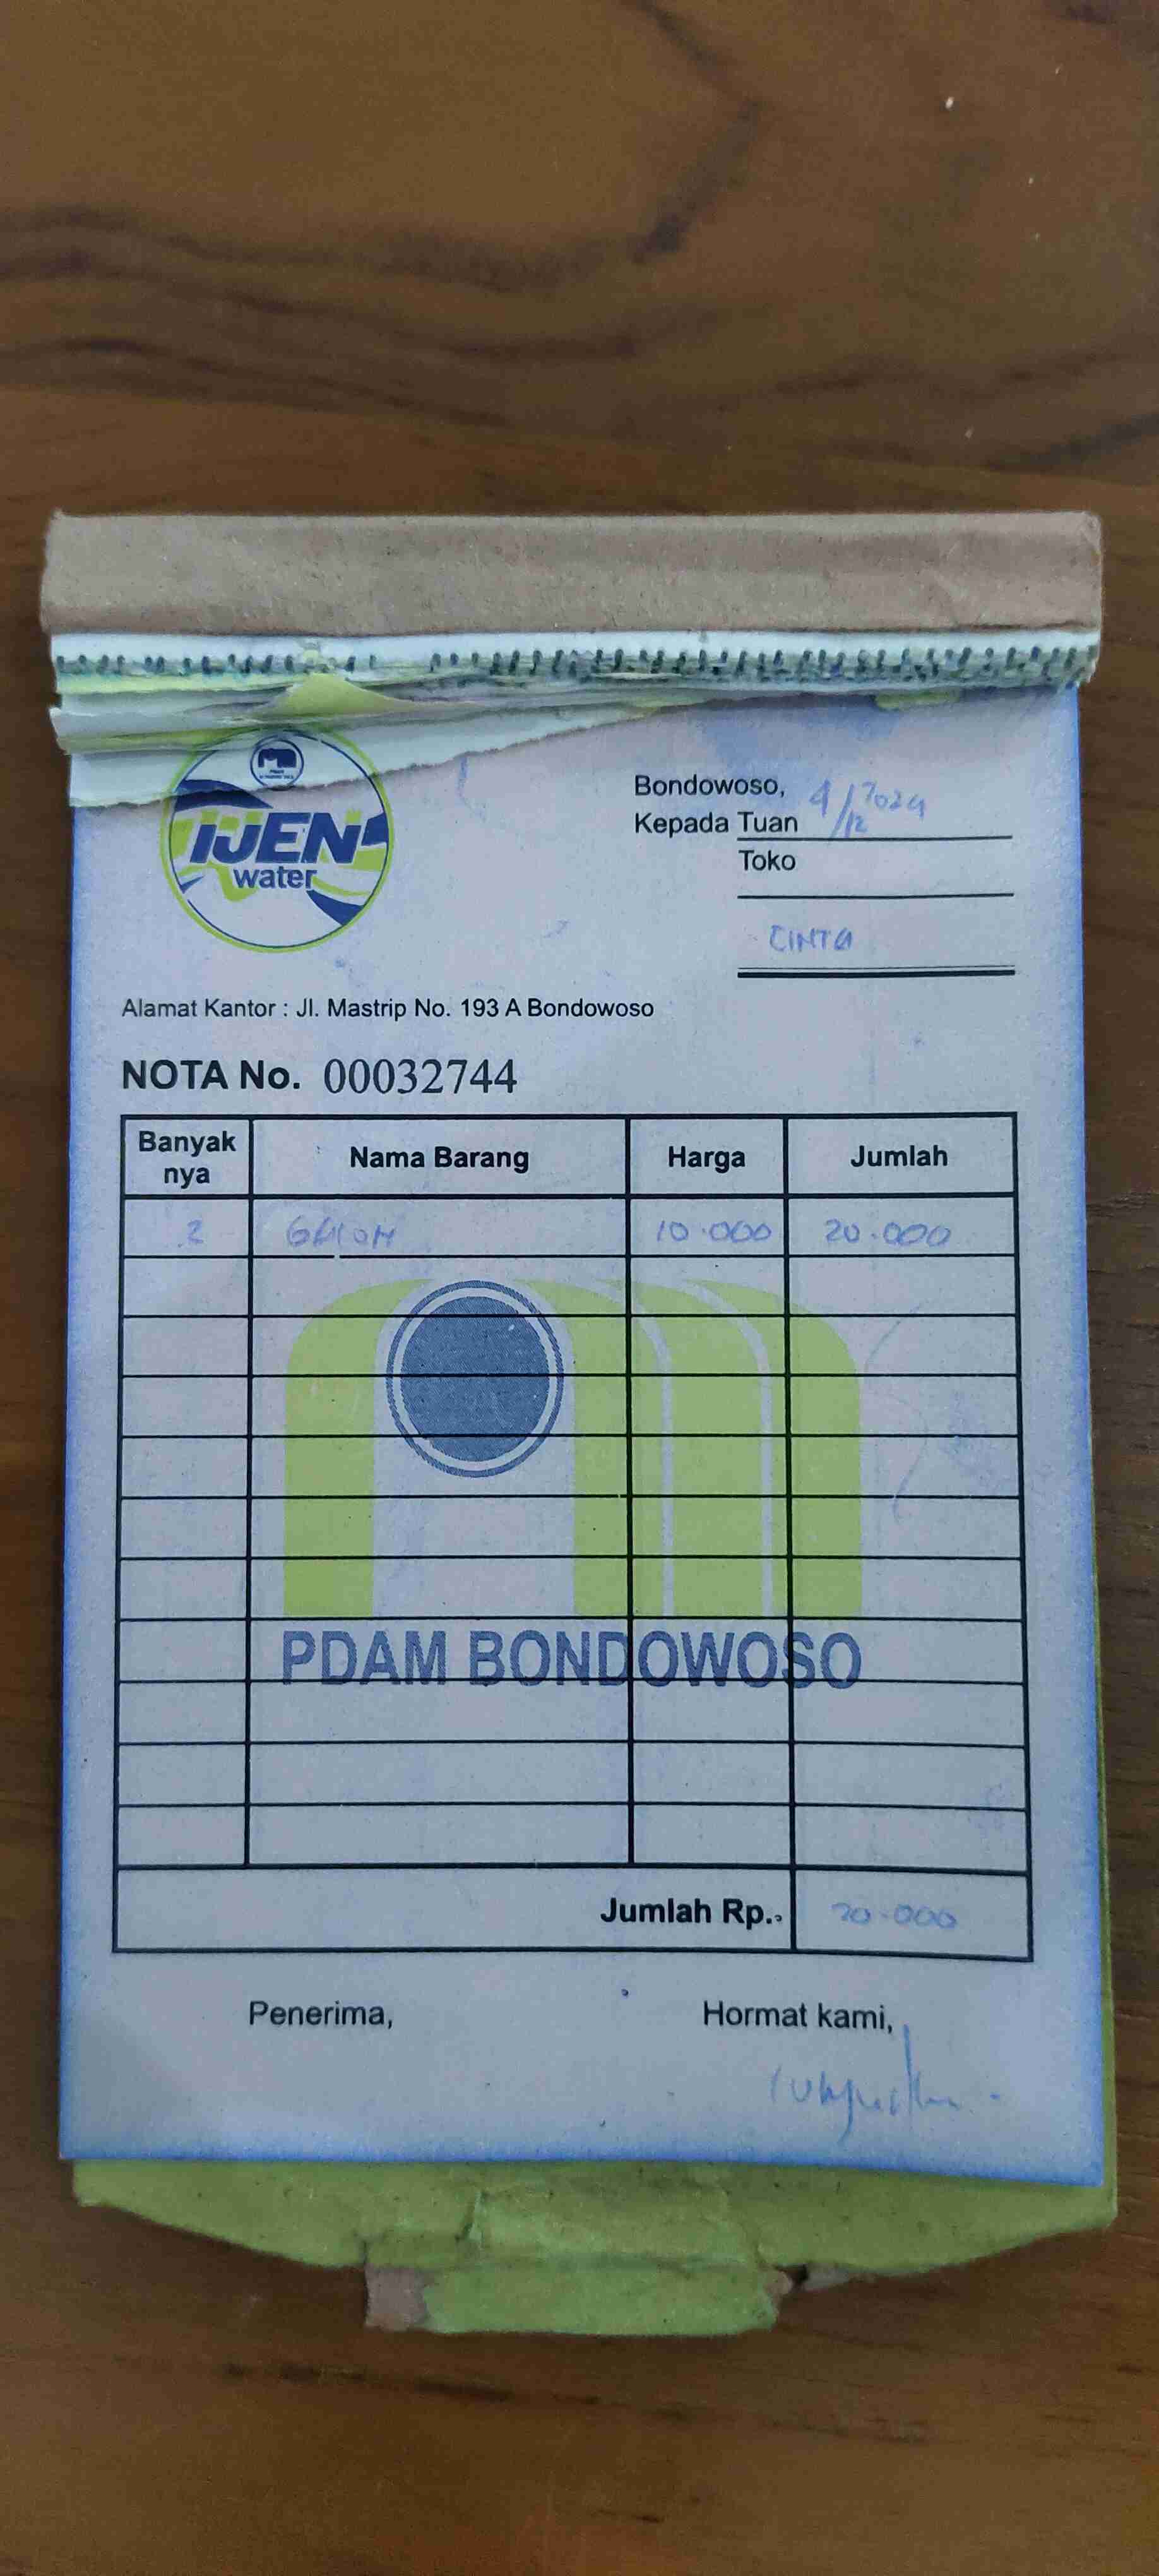 IJEN
water
Bondowoso, 4/12 2024
Kepada Tuan
Toko
CINTA
Alamat Kantor : Jl. Mastrip No. 193 A Bondowoso
NOTA No. 00032744
Banyak nya Nama Barang Harga Jumlah
2 GALON 10.000 20.000
PDAM BONDOWOSO
Jumlah Rp. 20.000
Penerima, Hormat kami,